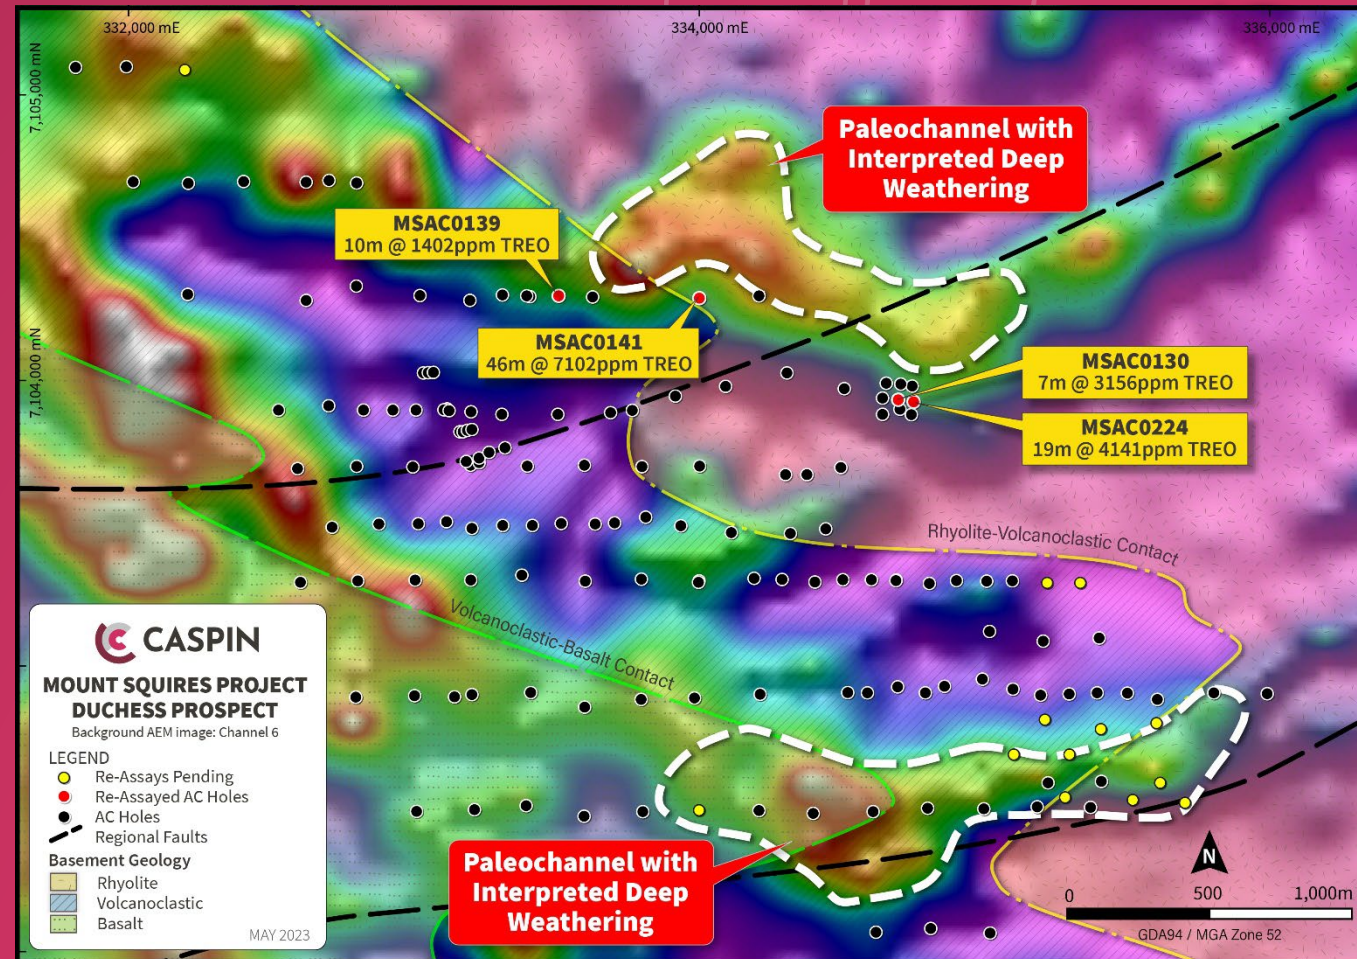 332,000 mE
334,000 mE
336,000 mE
7,105,000 mN
7,104,000 mN
Paleochannel with
Interpreted Deep
Weathering
MSAC0139
10m @ 1402ppm TREO
MSAC0141
46m @ 7102ppm TREO
MSAC0130
7m @ 3156ppm TREO
MSAC0224
19m @ 4141ppm TREO
Rhyolite-Volcanoclastic Contact
Volcanoclastic-Basalt Contact
CASPIN
MOUNT SQUIRES PROJECT
DUCHESS PROSPECT
Background AEM image: Channel 6
LEGEND
Re-Assays Pending
Re-Assayed AC Holes
AC Holes
Regional Faults
Basement Geology
Rhyolite
Volcanoclastic
Basalt
MAY 2023
Paleochannel with
Interpreted Deep
Weathering
N
0 500 1,000m
GDA94 / MGA Zone 52